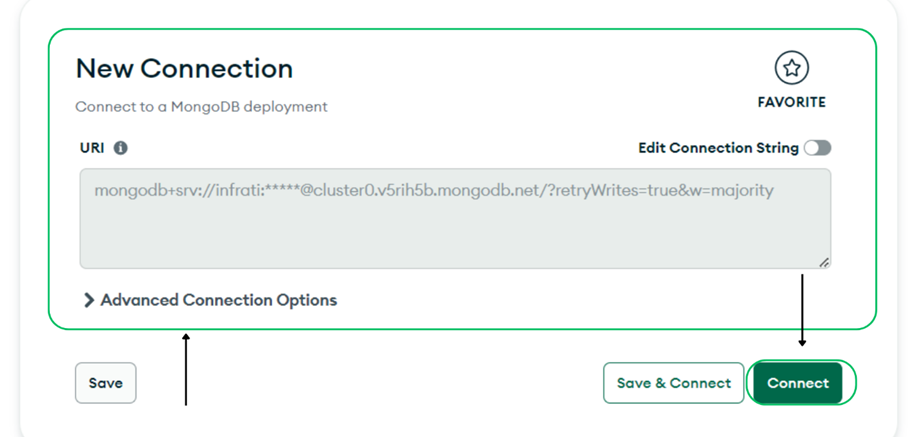 New Connection
FAVORITE
Connect to a MongoDB deployment
URI
Edit Connection String
mongodb+srv://infrati:*****@cluster0.v5rih5b.mongodb.net/?retryWrites=true&w=majority
Advanced Connection Options
Save
Save & Connect
Connect